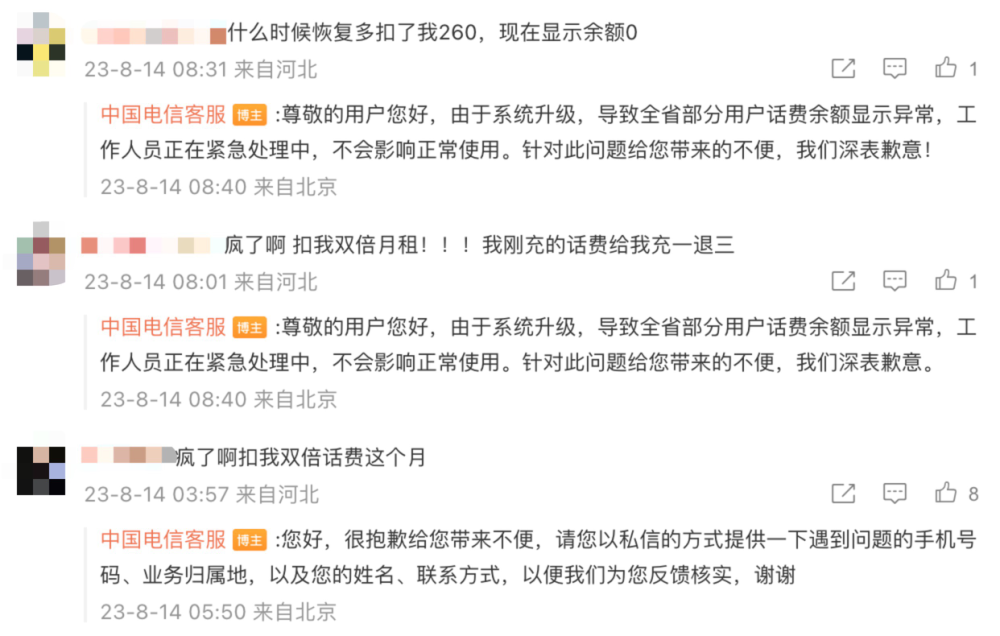 什么时候恢复多扣了我260，现在显示余额0
23-8-14 08:31 来自河北
1
中国电信客服 博主 :尊敬的用户您好，由于系统升级，导致全省部分用户话费余额显示异常，工
作人员正在紧急处理中，不会影响正常使用。针对此问题给您带来的不便，我们深表歉意！
23-8-14 08:40 来自北京
疯了啊 扣我双倍月租！！！我刚充的话费给我充一退三
23-8-14 08:01 来自河北
1
中国电信客服 博主 :尊敬的用户您好，由于系统升级，导致全省部分用户话费余额显示异常，工
作人员正在紧急处理中，不会影响正常使用。针对此问题给您带来的不便，我们深表歉意。
23-8-14 08:40 来自北京
疯了啊扣我双倍话费这个月
23-8-14 03:57 来自河北
8
中国电信客服 博主 :您好，很抱歉给您带来不便，请您以私信的方式提供一下遇到问题的手机号
码、业务归属地，以及您的姓名、联系方式，以便我们为您反馈核实，谢谢
23-8-14 05:50 来自北京